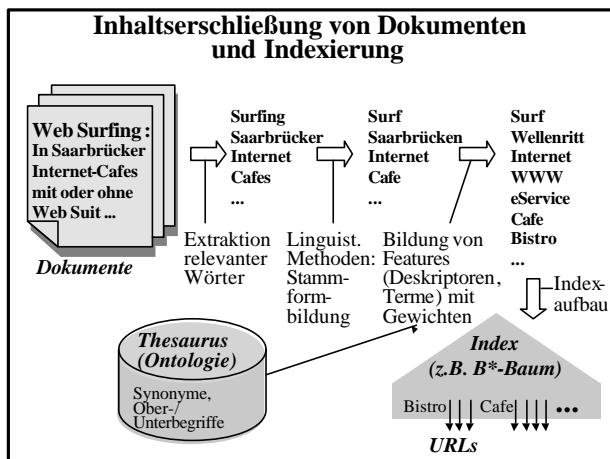 Inhaltserschließung von Dokumenten
und Indexierung
Web Surfing :
In Saarbrücker
Internet-Cafes
mit oder ohne
Web Suit ...
Dokumente
Surfing
Saarbrücker
Internet
Cafes
...
Surf
Saarbrücken
Internet
Cafe
...
Surf
Wellenritt
Internet
WWW
eService
Cafe
Bistro
...
Extraktion
relevanter
Wörter
Linguist.
Methoden:
Stamm-
form-
bildung
Bildung von
Features
(Deskriptoren,
Terme) mit
Gewichten
Index-
aufbau
Thesaurus
(Ontologie)
Synonyme,
Ober-/
Unterbegriffe
Index
(z.B. B*-Baum)
Bistro Cafe ...
URLs